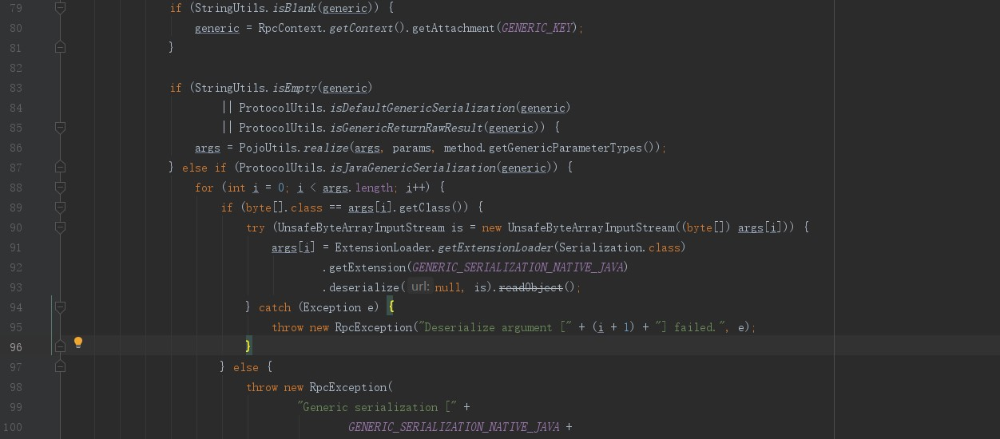 79 if (StringUtils.isBlank(generic)) {
80 generic = RpcContext.getContext().getAttachment(GENERIC_KEY);
81 }
82
83 if (StringUtils.isEmpty(generic)
84 || ProtocolUtils.isDefaultGenericSerialization(generic)
85 || ProtocolUtils.isGenericReturnRawResult(generic)) {
86 args = PojoUtils.realize(args, params, method.getGenericParameterTypes());
87 } else if (ProtocolUtils.isJavaGenericSerialization(generic)) {
88 for (int i = 0; i < args.length; i++) {
89 if (byte[].class == args[i].getClass()) {
90 try (UnsafeByteArrayInputStream is = new UnsafeByteArrayInputStream((byte[]) args[i])) {
91 args[i] = ExtensionLoader.getExtensionLoader(Serialization.class)
92 .getExtension(GENERIC_SERIALIZATION_NATIVE_JAVA)
93 .deserialize( url: null, is).readObject();
94 } catch (Exception e) {
95 throw new RpcException("Deserialize argument [" + (i + 1) + "] failed.", e);
96 }
97 } else {
98 throw new RpcException(
99 "Generic serialization [" +
100 GENERIC_SERIALIZATION_NATIVE_JAVA +